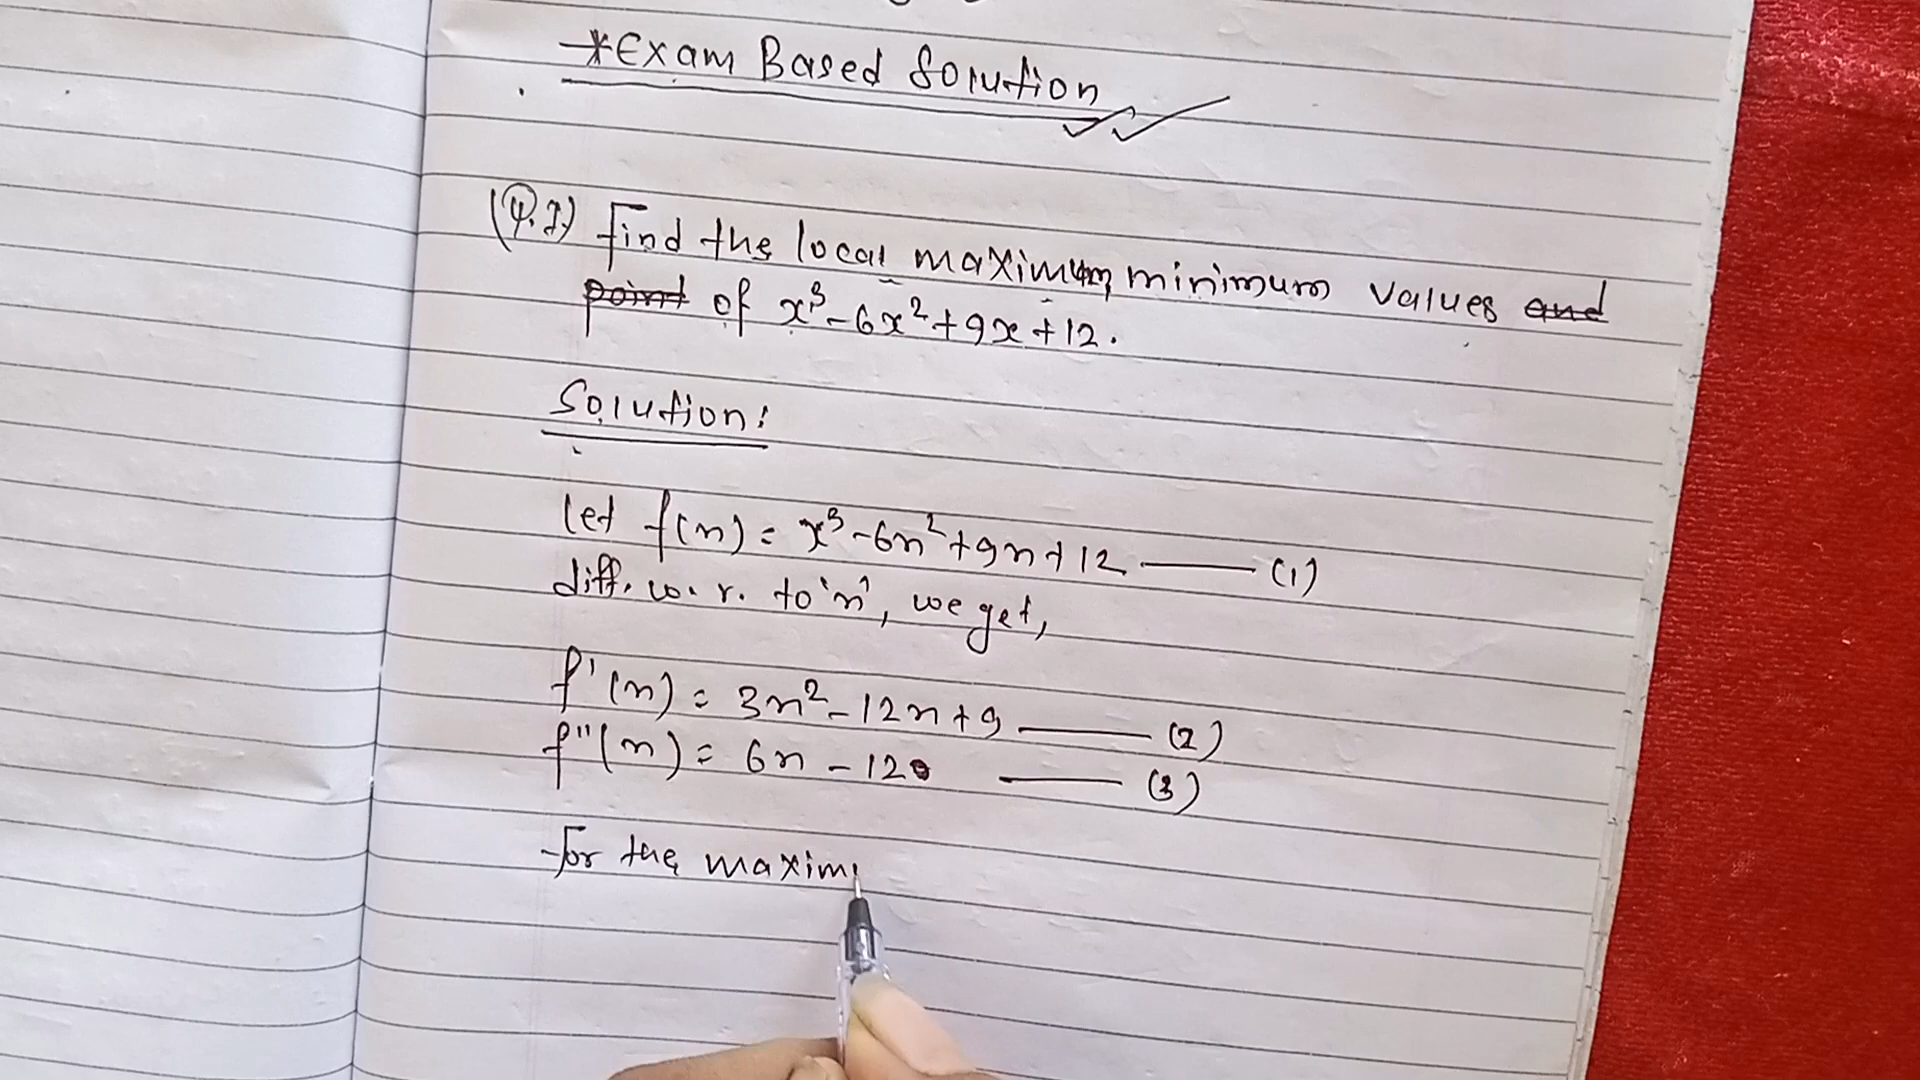 *Exam Based Solution
(Q.1) Find the local maximum, minimum values and
point of x³-6x²+9x+12.
Solution:
let f(x) = x³-6x²+9x+12 —— (1)
diff. w.r. to 'x', we get,
f'(x) = 3x²-12x+9 —— (2)
f''(x) = 6x-12 —— (3)
for the maxim